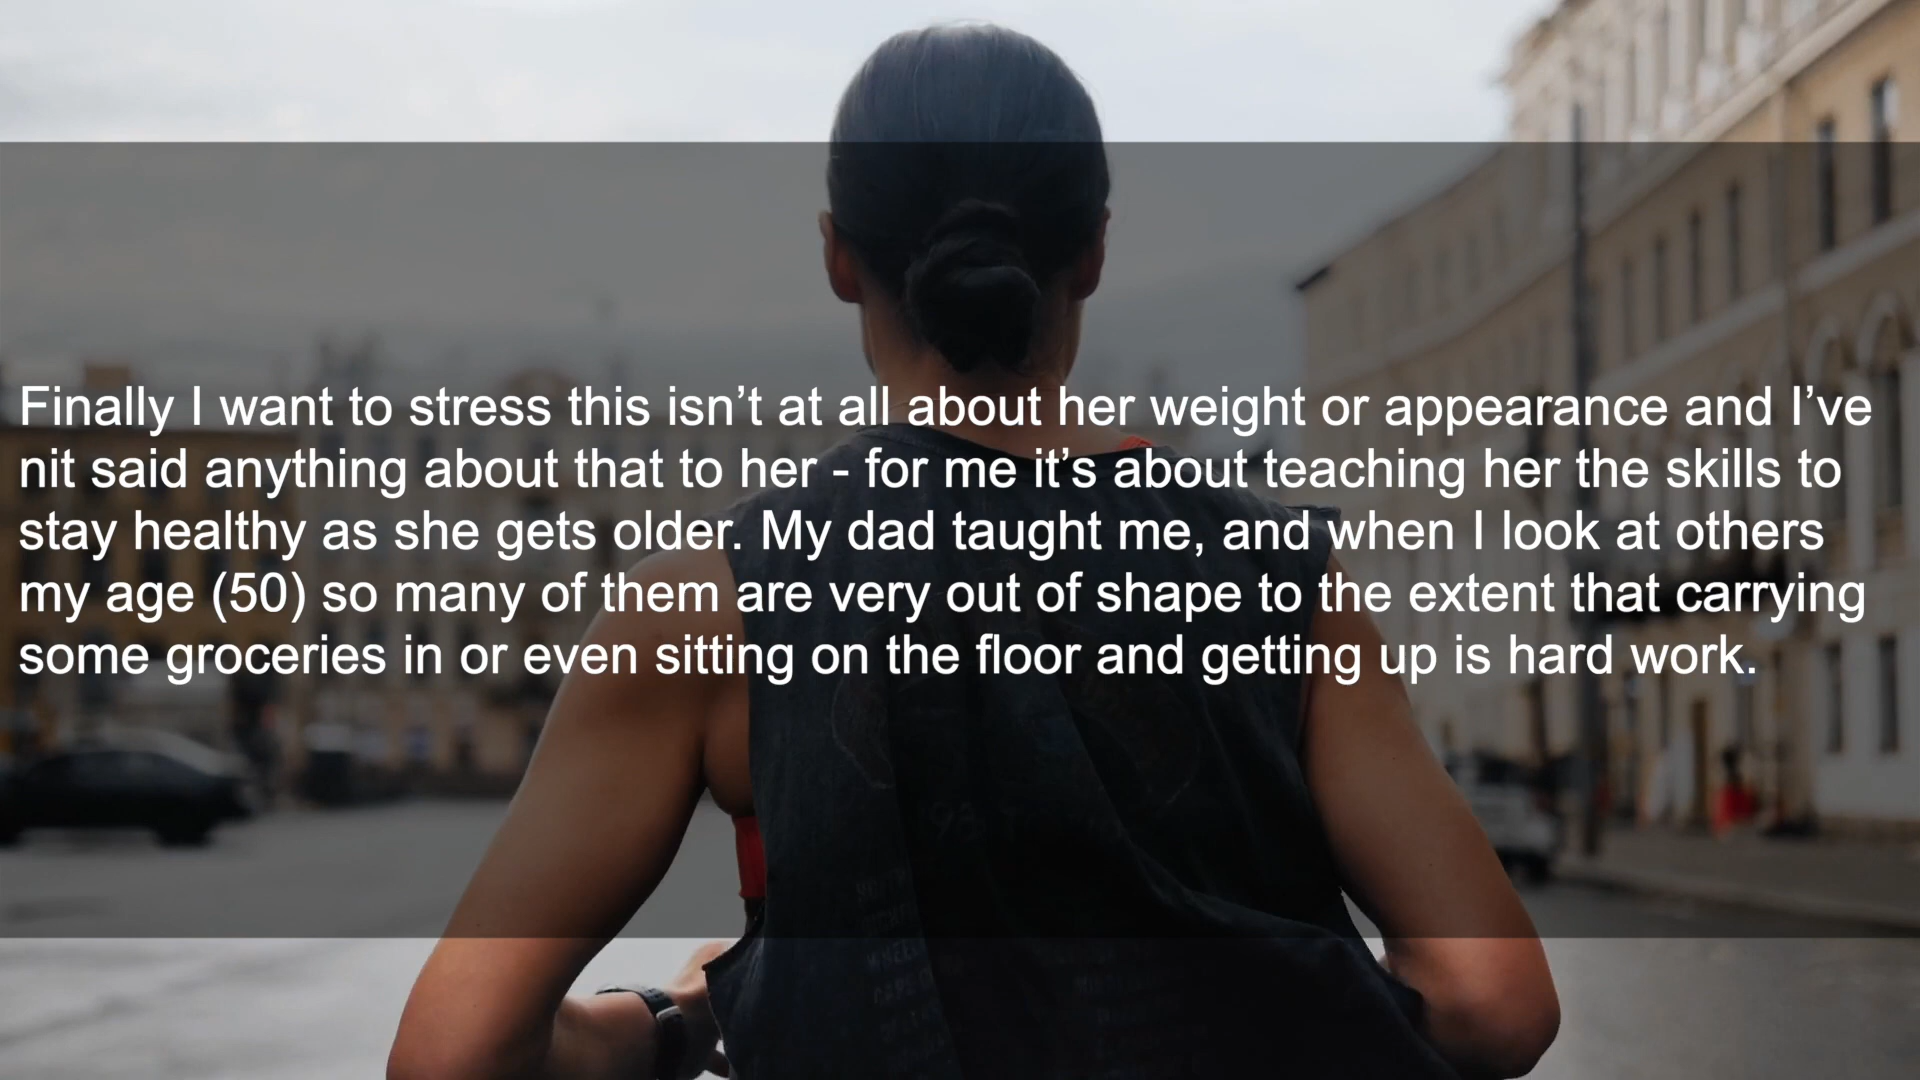 Finally I want to stress this isn’t at all about her weight or appearance and I’ve
nit said anything about that to her - for me it’s about teaching her the skills to
stay healthy as she gets older. My dad taught me, and when I look at others
my age (50) so many of them are very out of shape to the extent that carrying
some groceries in or even sitting on the floor and getting up is hard work.